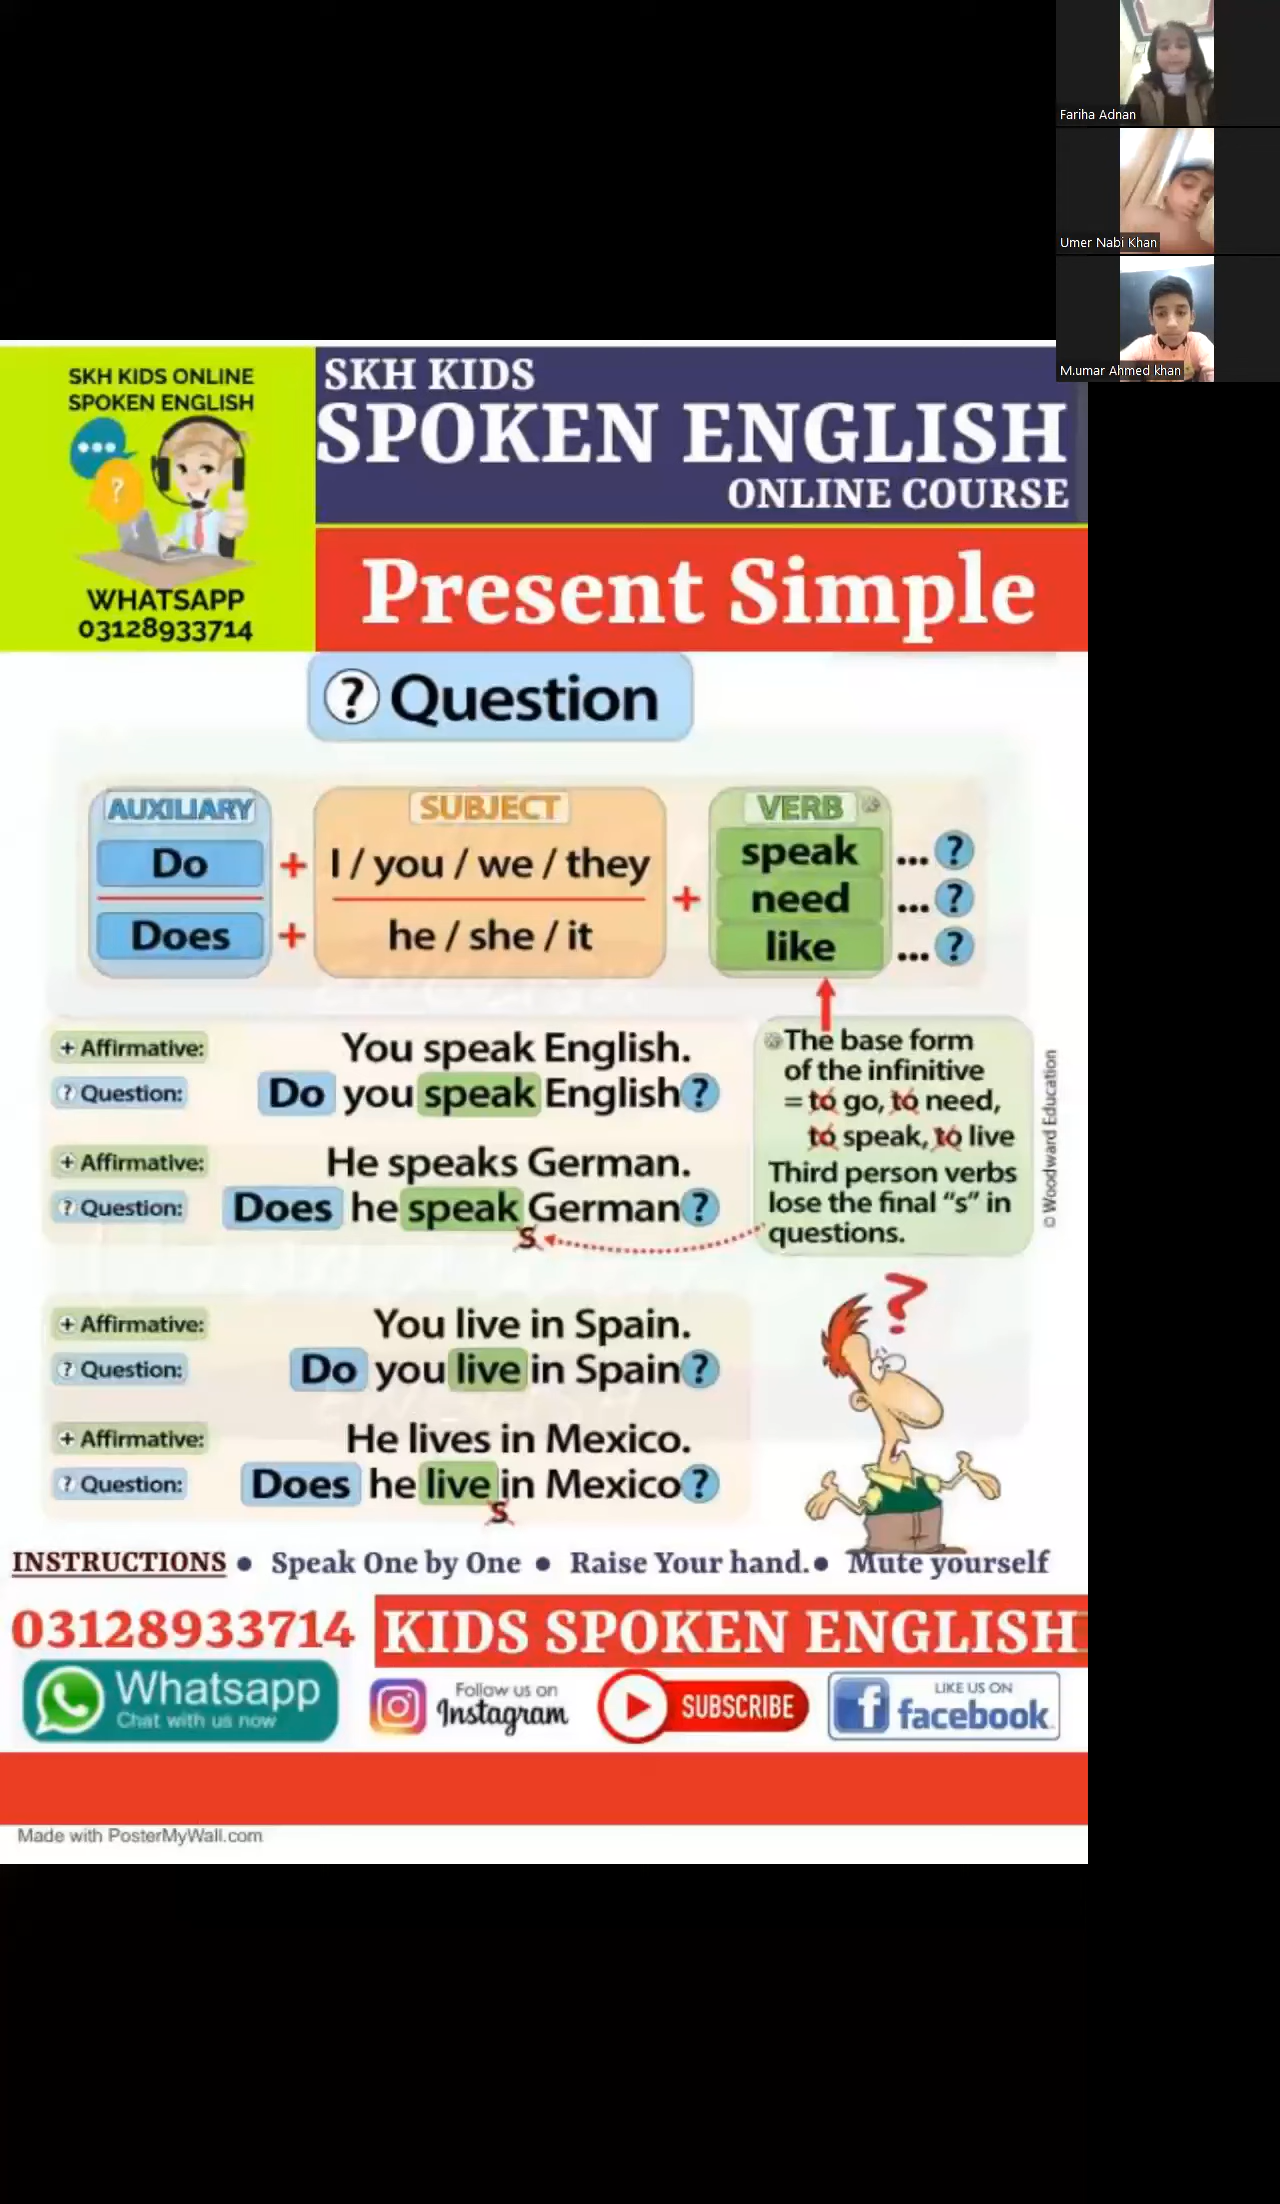 Fariha Adnan
Umer Nabi Khan
M.umar Ahmed khan
SKH KIDS ONLINE
SPOKEN ENGLISH
?
WHATSAPP
03128933714
SKH KIDS
SPOKEN ENGLISH
ONLINE COURSE
Present Simple
? Question
AUXILIARY
SUBJECT
VERB
Do + I / you / we / they
Does + he / she / it
+
speak ... ?
need ... ?
like ... ?
+ Affirmative: You speak English.
? Question: Do you speak English?
+ Affirmative: He speaks German.
? Question: Does he speak German?
s
The base form
of the infinitive
= to go, to need,
to speak, to live
Third person verbs
lose the final “s” in
questions.
© Woodward Education
+ Affirmative: You live in Spain.
? Question: Do you live in Spain?
+ Affirmative: He lives in Mexico.
? Question: Does he live in Mexico?
s
?
INSTRUCTIONS • Speak One by One • Raise Your hand. • Mute yourself
03128933714 KIDS SPOKEN ENGLISH
Whatsapp
Chat with us now
Follow us on
Instagram
SUBSCRIBE
LIKE US ON
facebook
Made with PosterMyWall.com